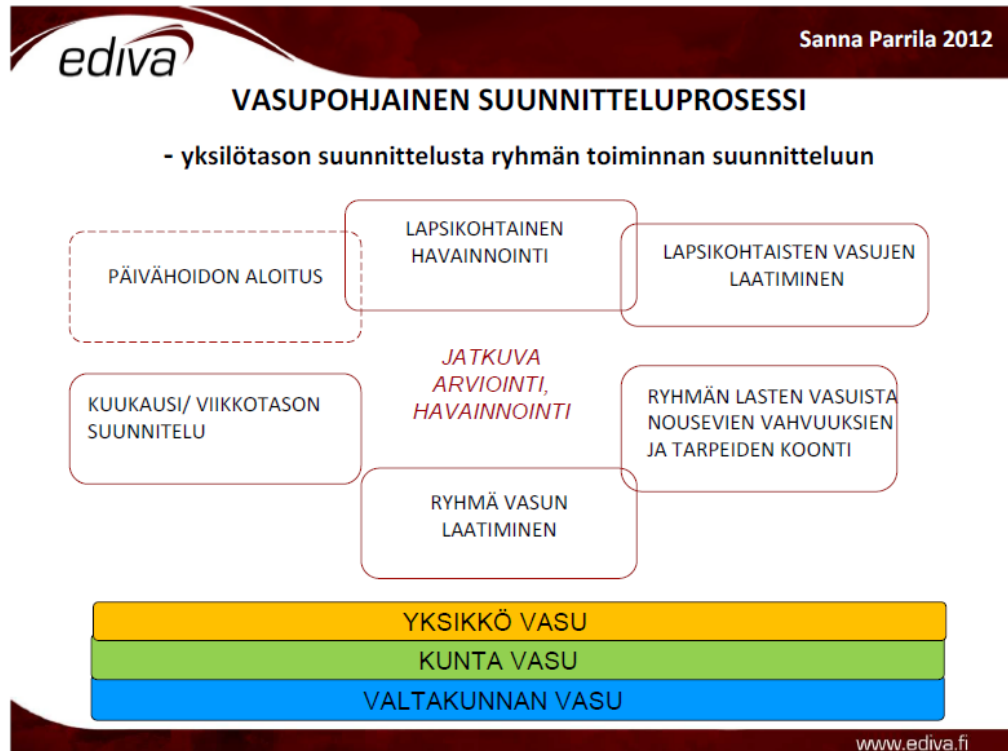 ediva
Sanna Parrila 2012
VASUPOHJAINEN SUUNNITTELUPROSESSI
- yksilötason suunnittelusta ryhmän toiminnan suunnitteluun
PÄIVÄHOIDON ALOITUS
LAPSIKOHTAINEN
HAVAINNOINTI
LAPSIKOHTAISTEN VASUJEN
LAATIMINEN
JATKUVA
ARVIOINTI,
HAVAINNOINTI
KUUKAUSI/ VIIKKOTASON
SUUNNITELU
RYHMÄN LASTEN VASUISTA
NOUSEVIEN VAHVUUKSIEN
JA TARPEIDEN KOONTI
RYHMÄ VASUN
LAATIMINEN
YKSIKKÖ VASU
KUNTA VASU
VALTAKUNNAN VASU
www.ediva.fi